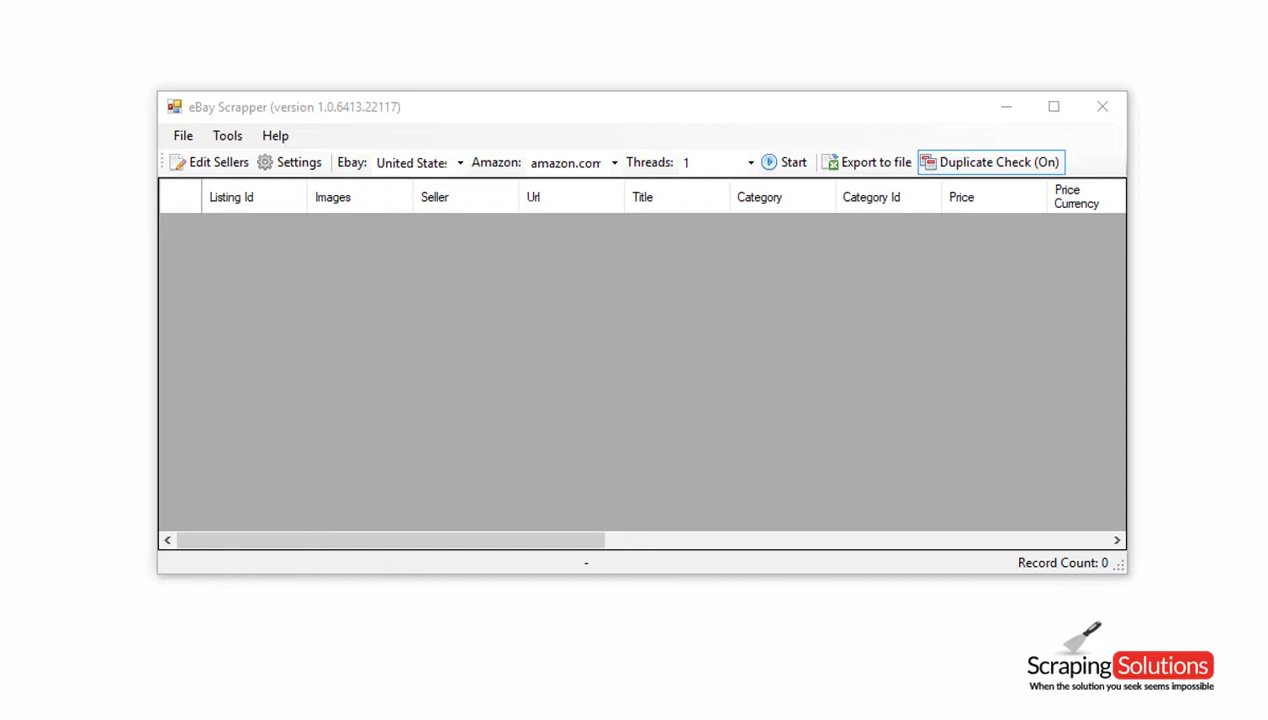 eBay Scrapper (version 1.0.6413.22117)
File Tools Help
Edit Sellers Settings Ebay: United State: Amazon: amazon.com Threads: 1 Start Export to file Duplicate Check (On)
Listing Id Images Seller Url Title Category Category Id Price Price Currency
- Record Count: 0
Scraping Solutions
When the solution you seek seems impossible